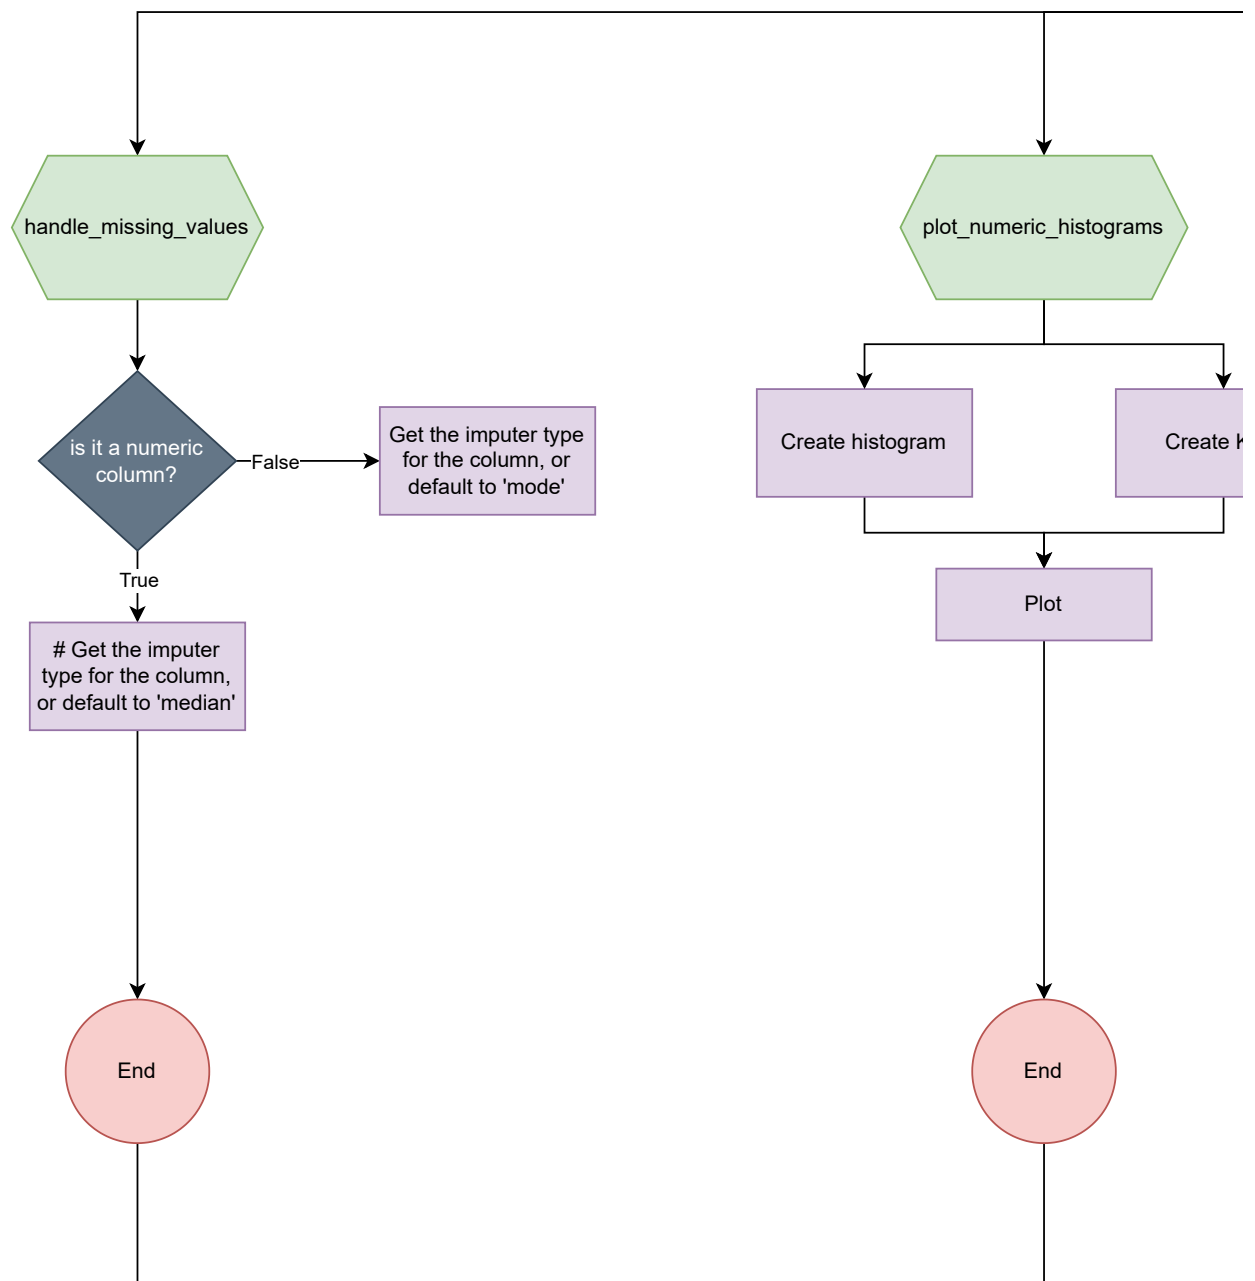 handle_missing_values
plot_numeric_histograms
is it a numeric
column?
False
Get the imputer type
for the column, or
default to 'mode'
True
# Get the imputer
type for the column,
or default to 'median'
Create histogram
Create K
Plot
End
End